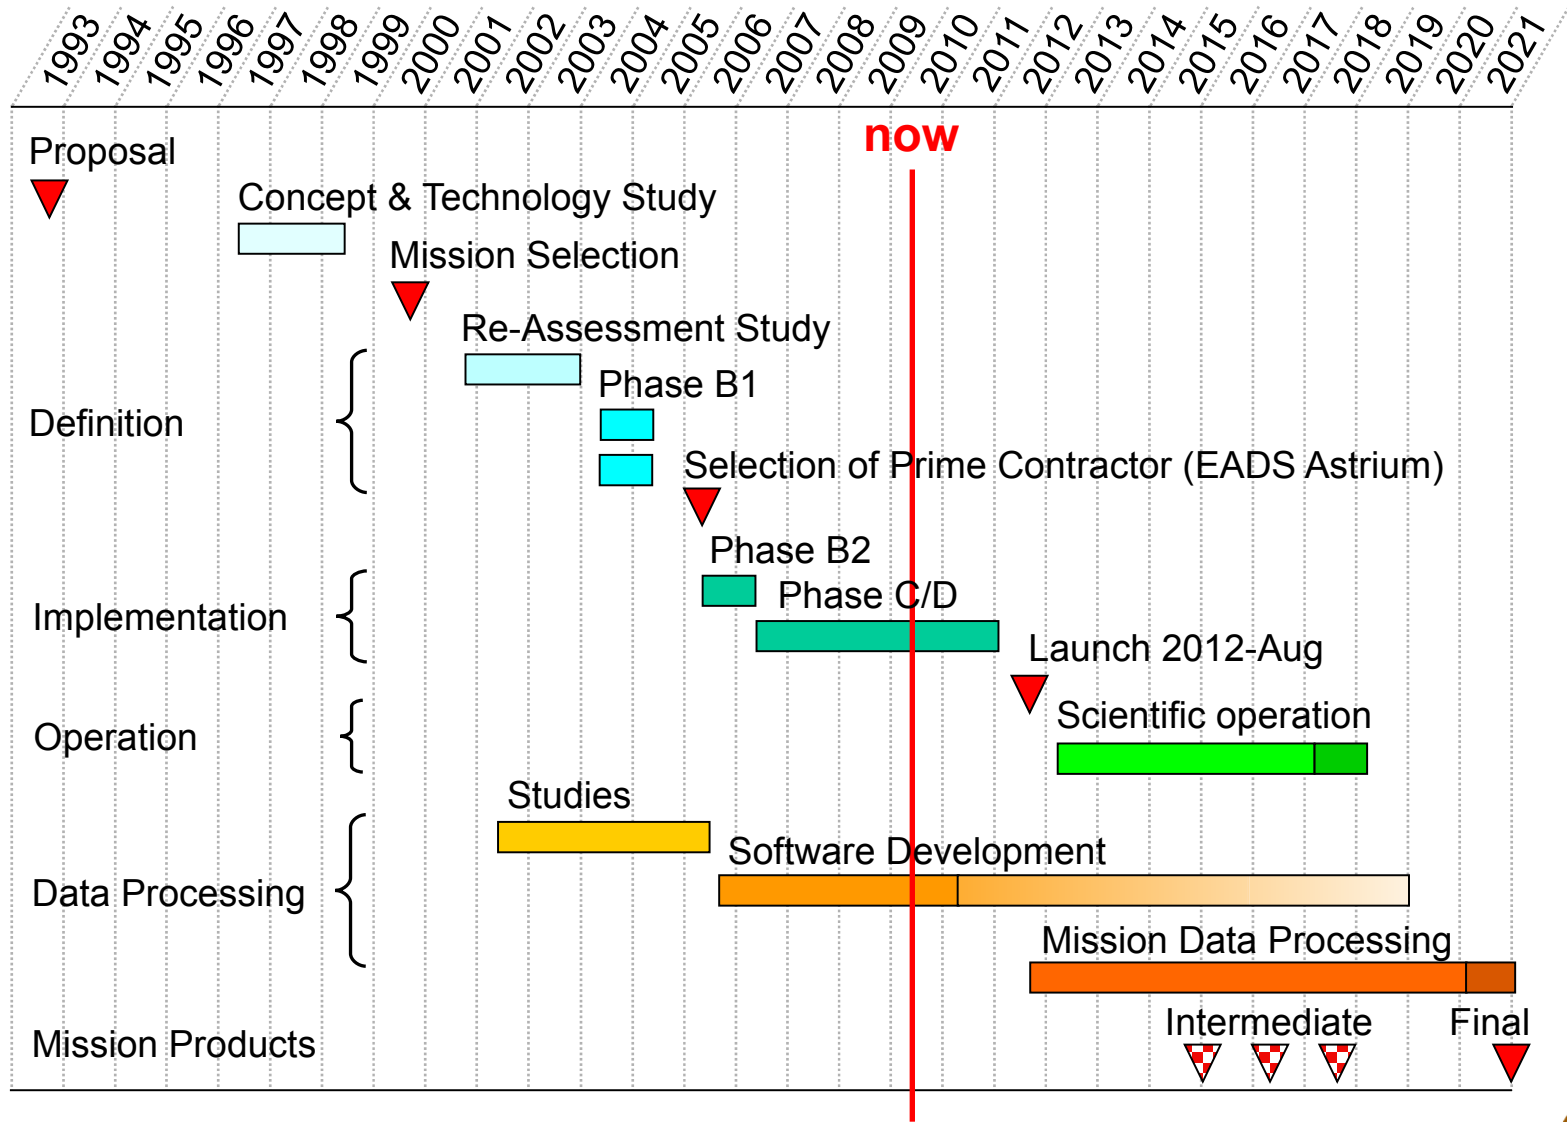 1993 1994 1995 1996 1997 1998 1999 2000 2001 2002 2003 2004 2005 2006 2007 2008 2009 2010 2011 2012 2013 2014 2015 2016 2017 2018 2019 2020 2021
now
Proposal
Concept & Technology Study
Mission Selection
Re-Assessment Study
Phase B1
Definition
Selection of Prime Contractor (EADS Astrium)
Phase B2
Phase C/D
Implementation
Launch 2012-Aug
Scientific operation
Operation
Studies
Software Development
Data Processing
Mission Data Processing
Intermediate Final
Mission Products